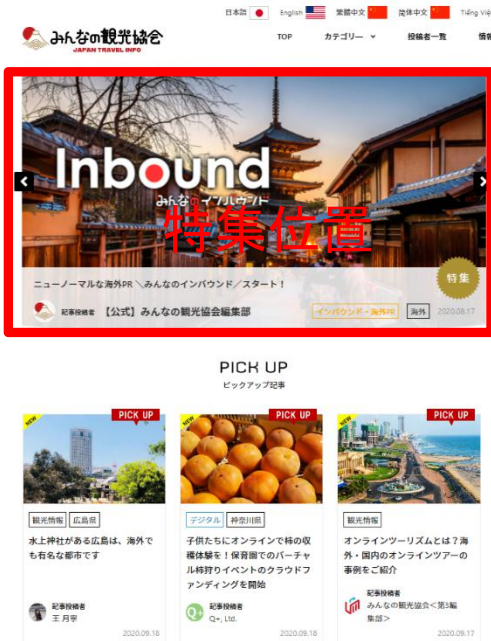 日本語 English 繁體中文 简体中文 Tiếng Việ
みんなの観光協会
JAPAN TRAVEL INFO
TOP カテゴリー 投稿者一覧 情報
Inbound
みんなのインバウンド
特集位置
ニューノーマルな海外PR ＼みんなのインバウンド／スタート！
特集
記事投稿者 【公式】みんなの観光協会編集部 インバウンド・海外PR 海外 2020.08.17
PICK UP
ピックアップ記事
NEW PICK UP
観光情報 広島県
水上神社がある広島は、海外で
も有名な都市です
記事投稿者
王 月寧
2020.09.18
NEW PICK UP
デジタル 神奈川県
子供たちにオンラインで柿の収
穫体験を！保育園でのバーチャ
ル柿狩りイベントのクラウドフ
ァンディングを開始
Q+
記事投稿者
Q+, Ltd.
2020.09.18
NEW PICK UP
観光情報
オンラインツーリズムとは？海
外・国内のオンラインツアーの
事例をご紹介
記事投稿者
みんなの観光協会＜第3編
集部＞
2020.09.17